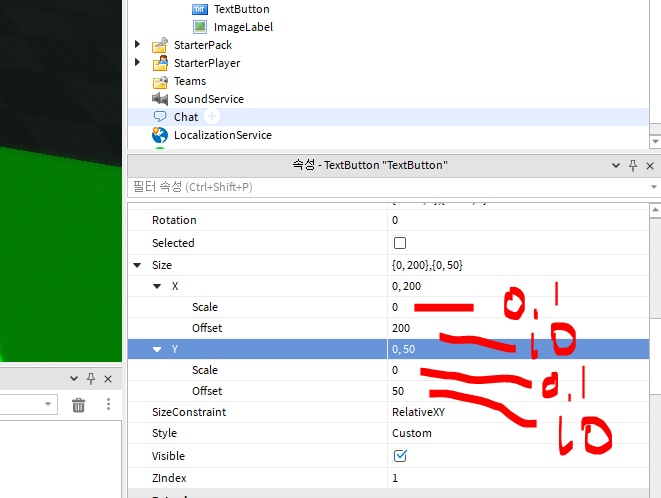 TextButton
ImageLabel
StarterPack
StarterPlayer
Teams
SoundService
Chat
LocalizationService
속성 - TextButton "TextButton"
필터 속성 (Ctrl+Shift+P)
Rotation 0
Selected
Size {0, 200},{0, 50}
X 0, 200
Scale 0 0.1
Offset 200 10
Y 0, 50
Scale 0 0.1
Offset 50 10
SizeConstraint RelativeXY
Style Custom
Visible
ZIndex 1